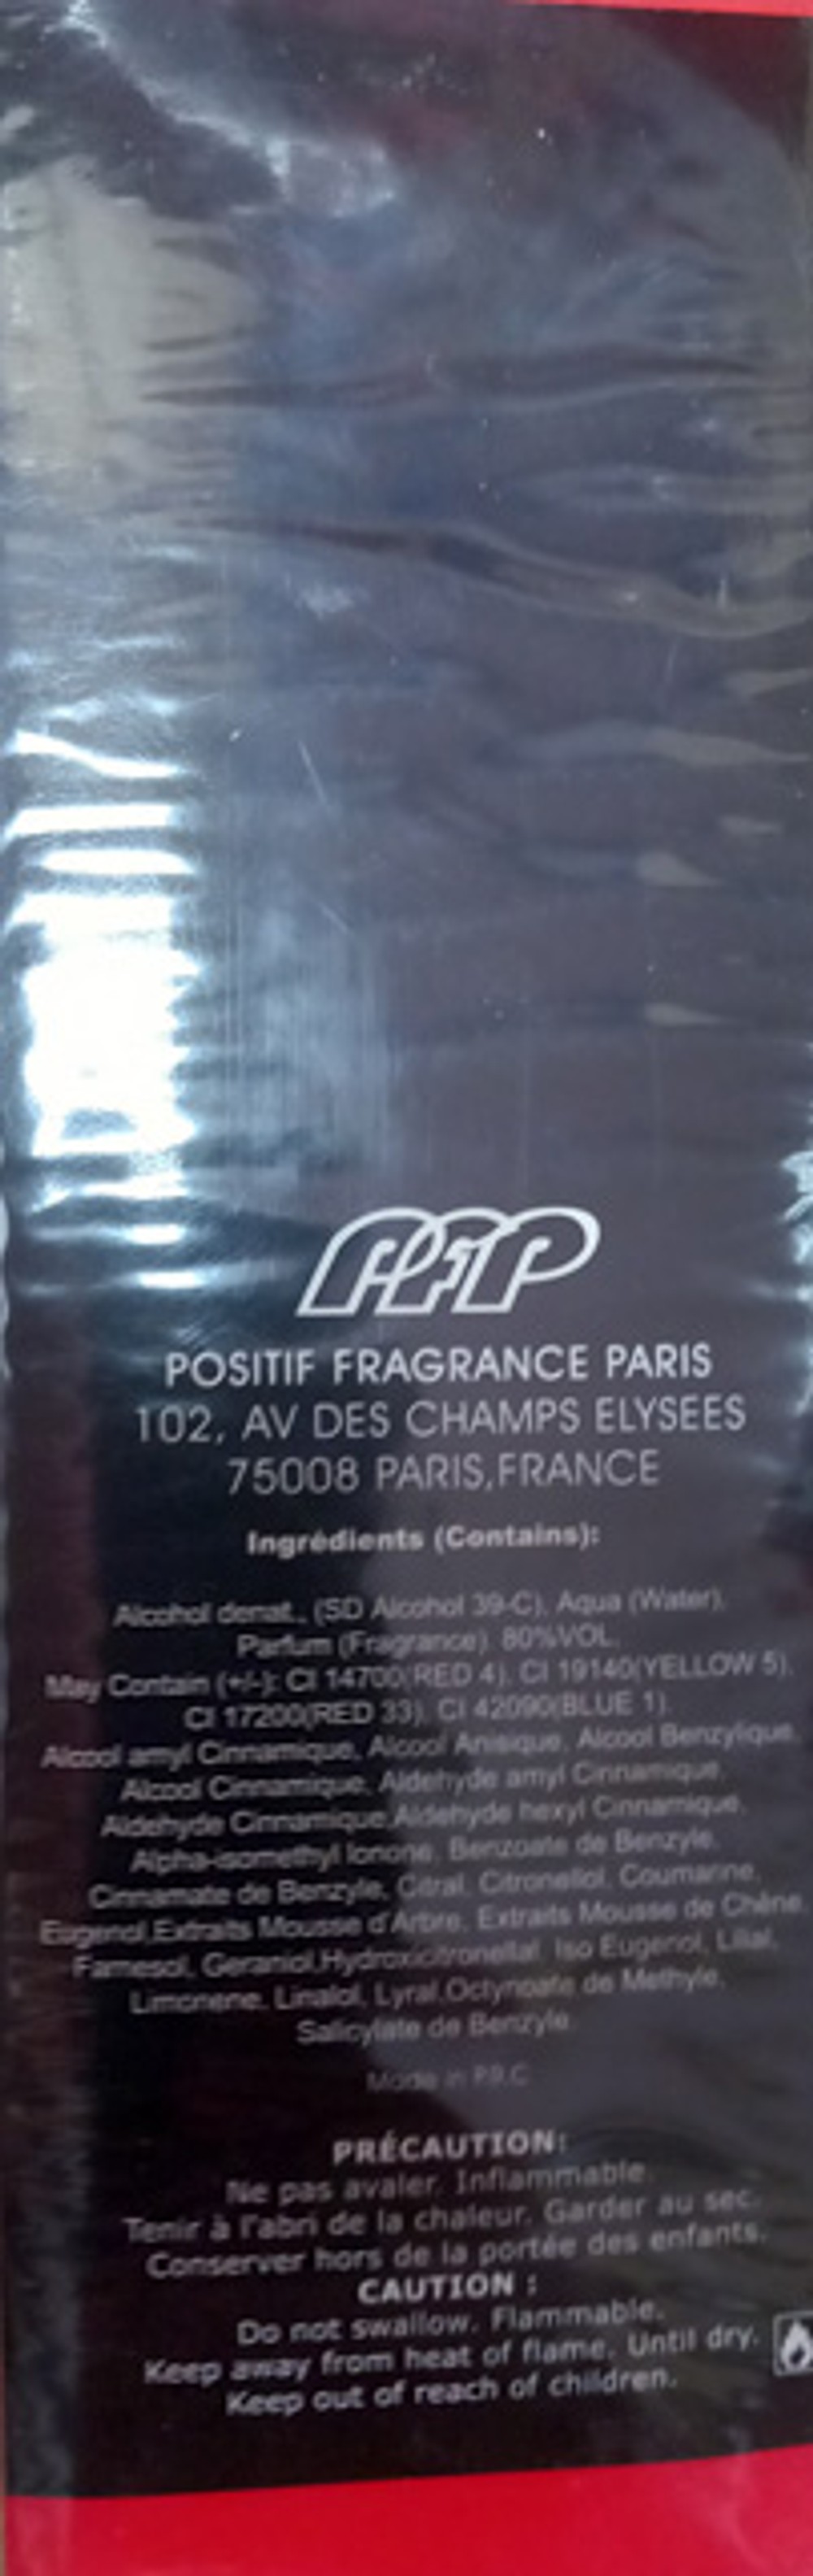 PFP
POSITIF FRAGRANCE PARIS
102, AV DES CHAMPS ELYSEES
75008 PARIS,FRANCE
Ingrédients (Contains):
Alcohol denat., (SD Alcohol 39-C), Aqua (Water),
Parfum (Fragrance). 80%VOL.
May Contain (+/-): CI 14700(RED 4), CI 19140(YELLOW 5),
CI 17200(RED 33), CI 42090(BLUE 1).
Alcool amyl Cinnamique, Alcool Anisique, Alcool Benzylique,
Alcool Cinnamique, Aldehyde amyl Cinnamique,
Aldehyde Cinnamique,Aldehyde hexyl Cinnamique,
Alpha-isomethyl Ionone, Benzoate de Benzyle,
Cinnamate de Benzyle, Citral, Citronellol, Coumarine,
Eugenol,Extraits Mousse d'Arbre, Extraits Mousse de Chêne,
Farnesol, Geraniol,Hydroxicitronellal, Iso Eugenol, Lilial,
Limonene, Linalol, Lyral,Octynoate de Methyle,
Salicylate de Benzyle.
Made in P.R.C
PRÉCAUTION:
Ne pas avaler. Inflammable.
Tenir à l'abri de la chaleur. Garder au sec.
Conserver hors de la portée des enfants.
CAUTION :
Do not swallow. Flammable.
Keep away from heat of flame. Until dry.
Keep out of reach of children.